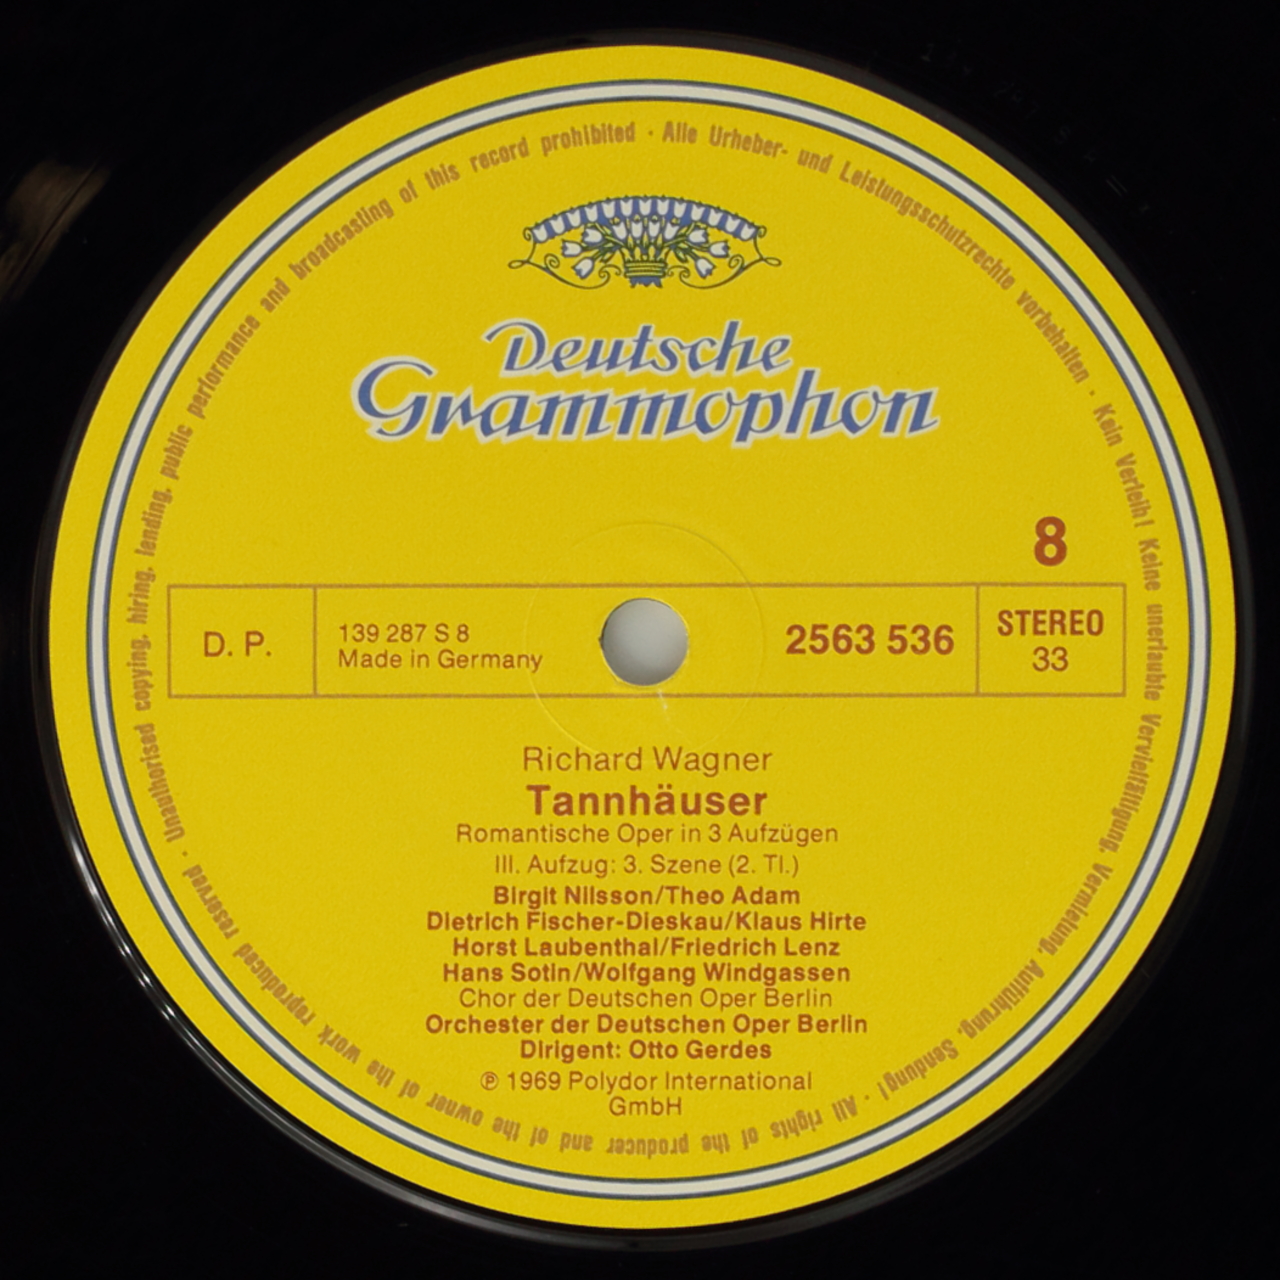 Deutsche
Grammophon
8
D. P.
139 287 S 8
Made in Germany
2563 536
STEREO
33
Richard Wagner
Tannhäuser
Romantische Oper in 3 Aufzügen
III. Aufzug: 3. Szene (2. Tl.)
Birgit Nilsson/Theo Adam
Dietrich Fischer-Dieskau/Klaus Hirte
Horst Laubenthal/Friedrich Lenz
Hans Sotin/Wolfgang Windgassen
Chor der Deutschen Oper Berlin
Orchester der Deutschen Oper Berlin
Dirigent: Otto Gerdes
℗ 1969 Polydor International
GmbH
Alle Urheber- und Leistungsschutzrechte vorbehalten · Kein Verleih! Keine unerlaubte Vervielfältigung, Vermietung, Aufführung, Sendung! · All rights of the producer and of the owner of the work reproduced reserved · Unauthorised copying, hiring, lending, public performance and broadcasting of this record prohibited ·